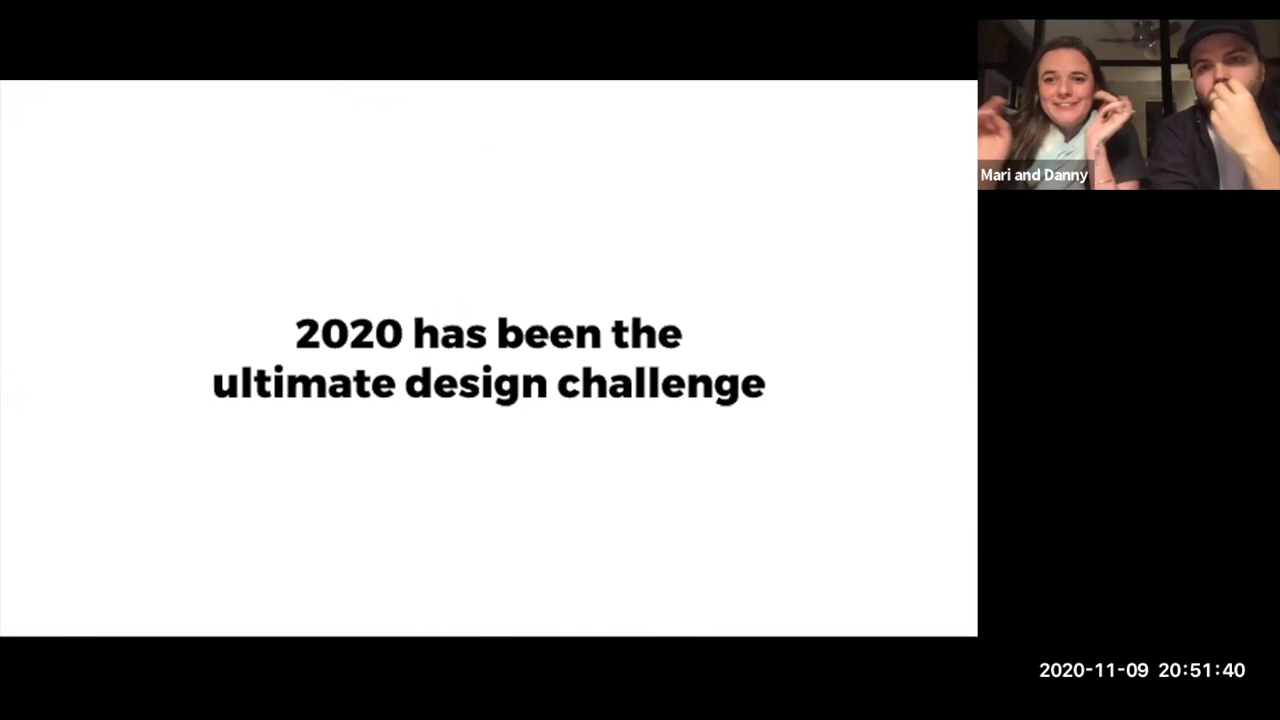 2020 has been the
ultimate design challenge
Mari and Danny
2020-11-09 20:51:40